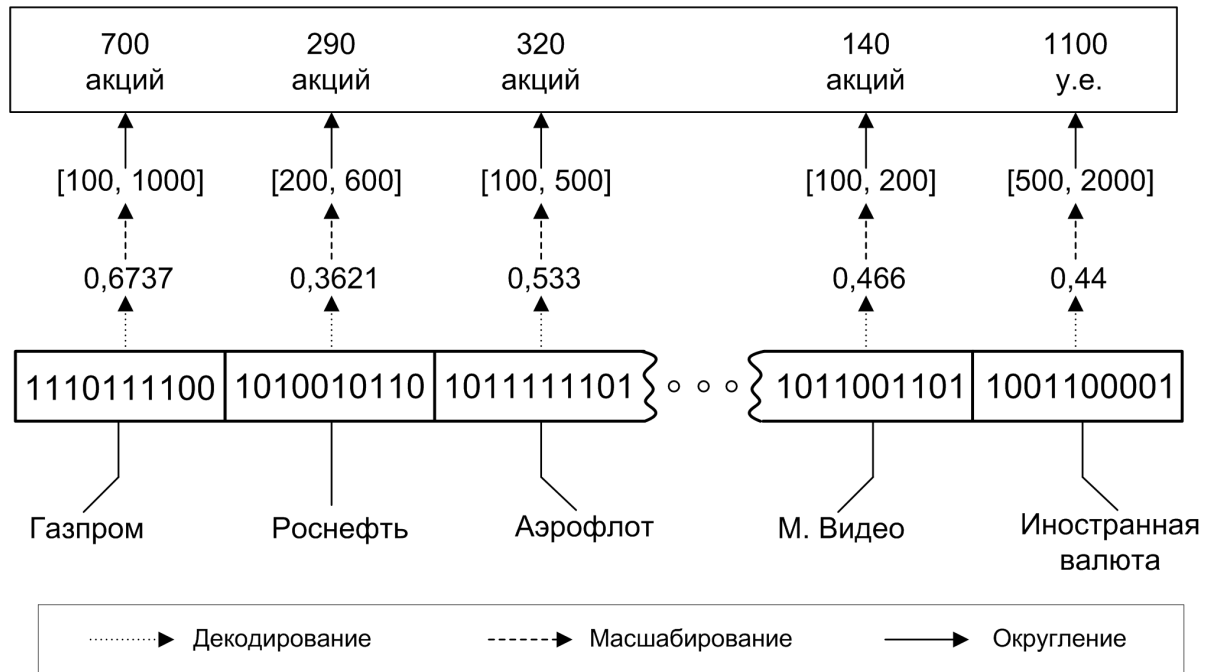 700 290 320 140 1100
акций акций акций акций у.е.
[100, 1000] [200, 600] [100, 500] [100, 200] [500, 2000]
0,6737 0,3621 0,533 0,466 0,44
1110111100 1010010110 1011111101 1011001101 1001100001
Газпром Роснефть Аэрофлот М. Видео Иностранная
валюта
Декодирование Масшабирование Округление